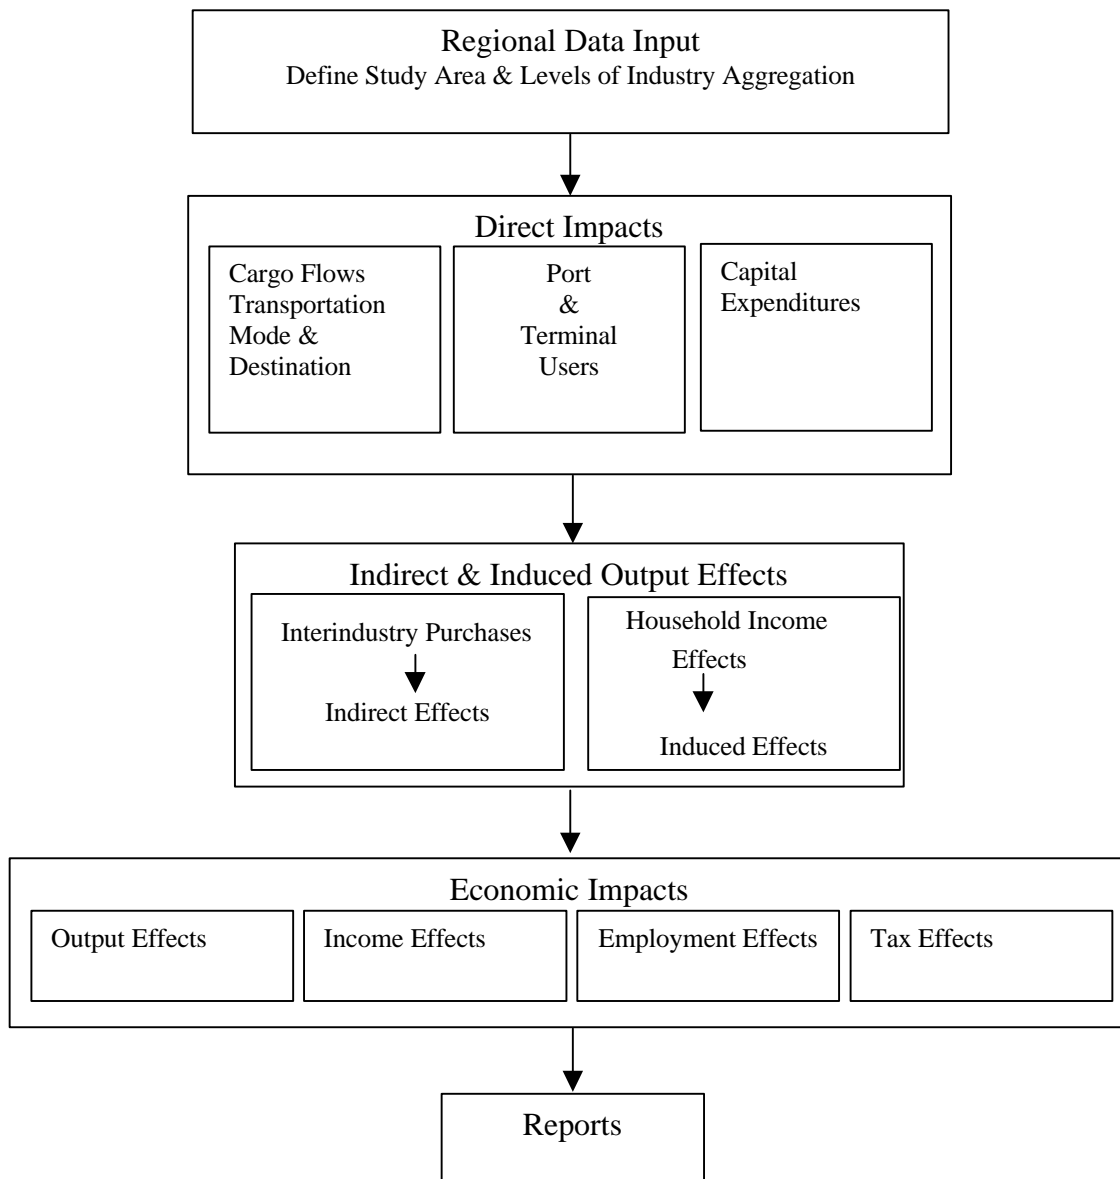 Regional Data Input
Define Study Area & Levels of Industry Aggregation
Direct Impacts
Cargo Flows
Transportation
Mode &
Destination
Port
&
Terminal
Users
Capital
Expenditures
Indirect & Induced Output Effects
Interindustry Purchases
Indirect Effects
Household Income
Effects
Induced Effects
Economic Impacts
Output Effects
Income Effects
Employment Effects
Tax Effects
Reports